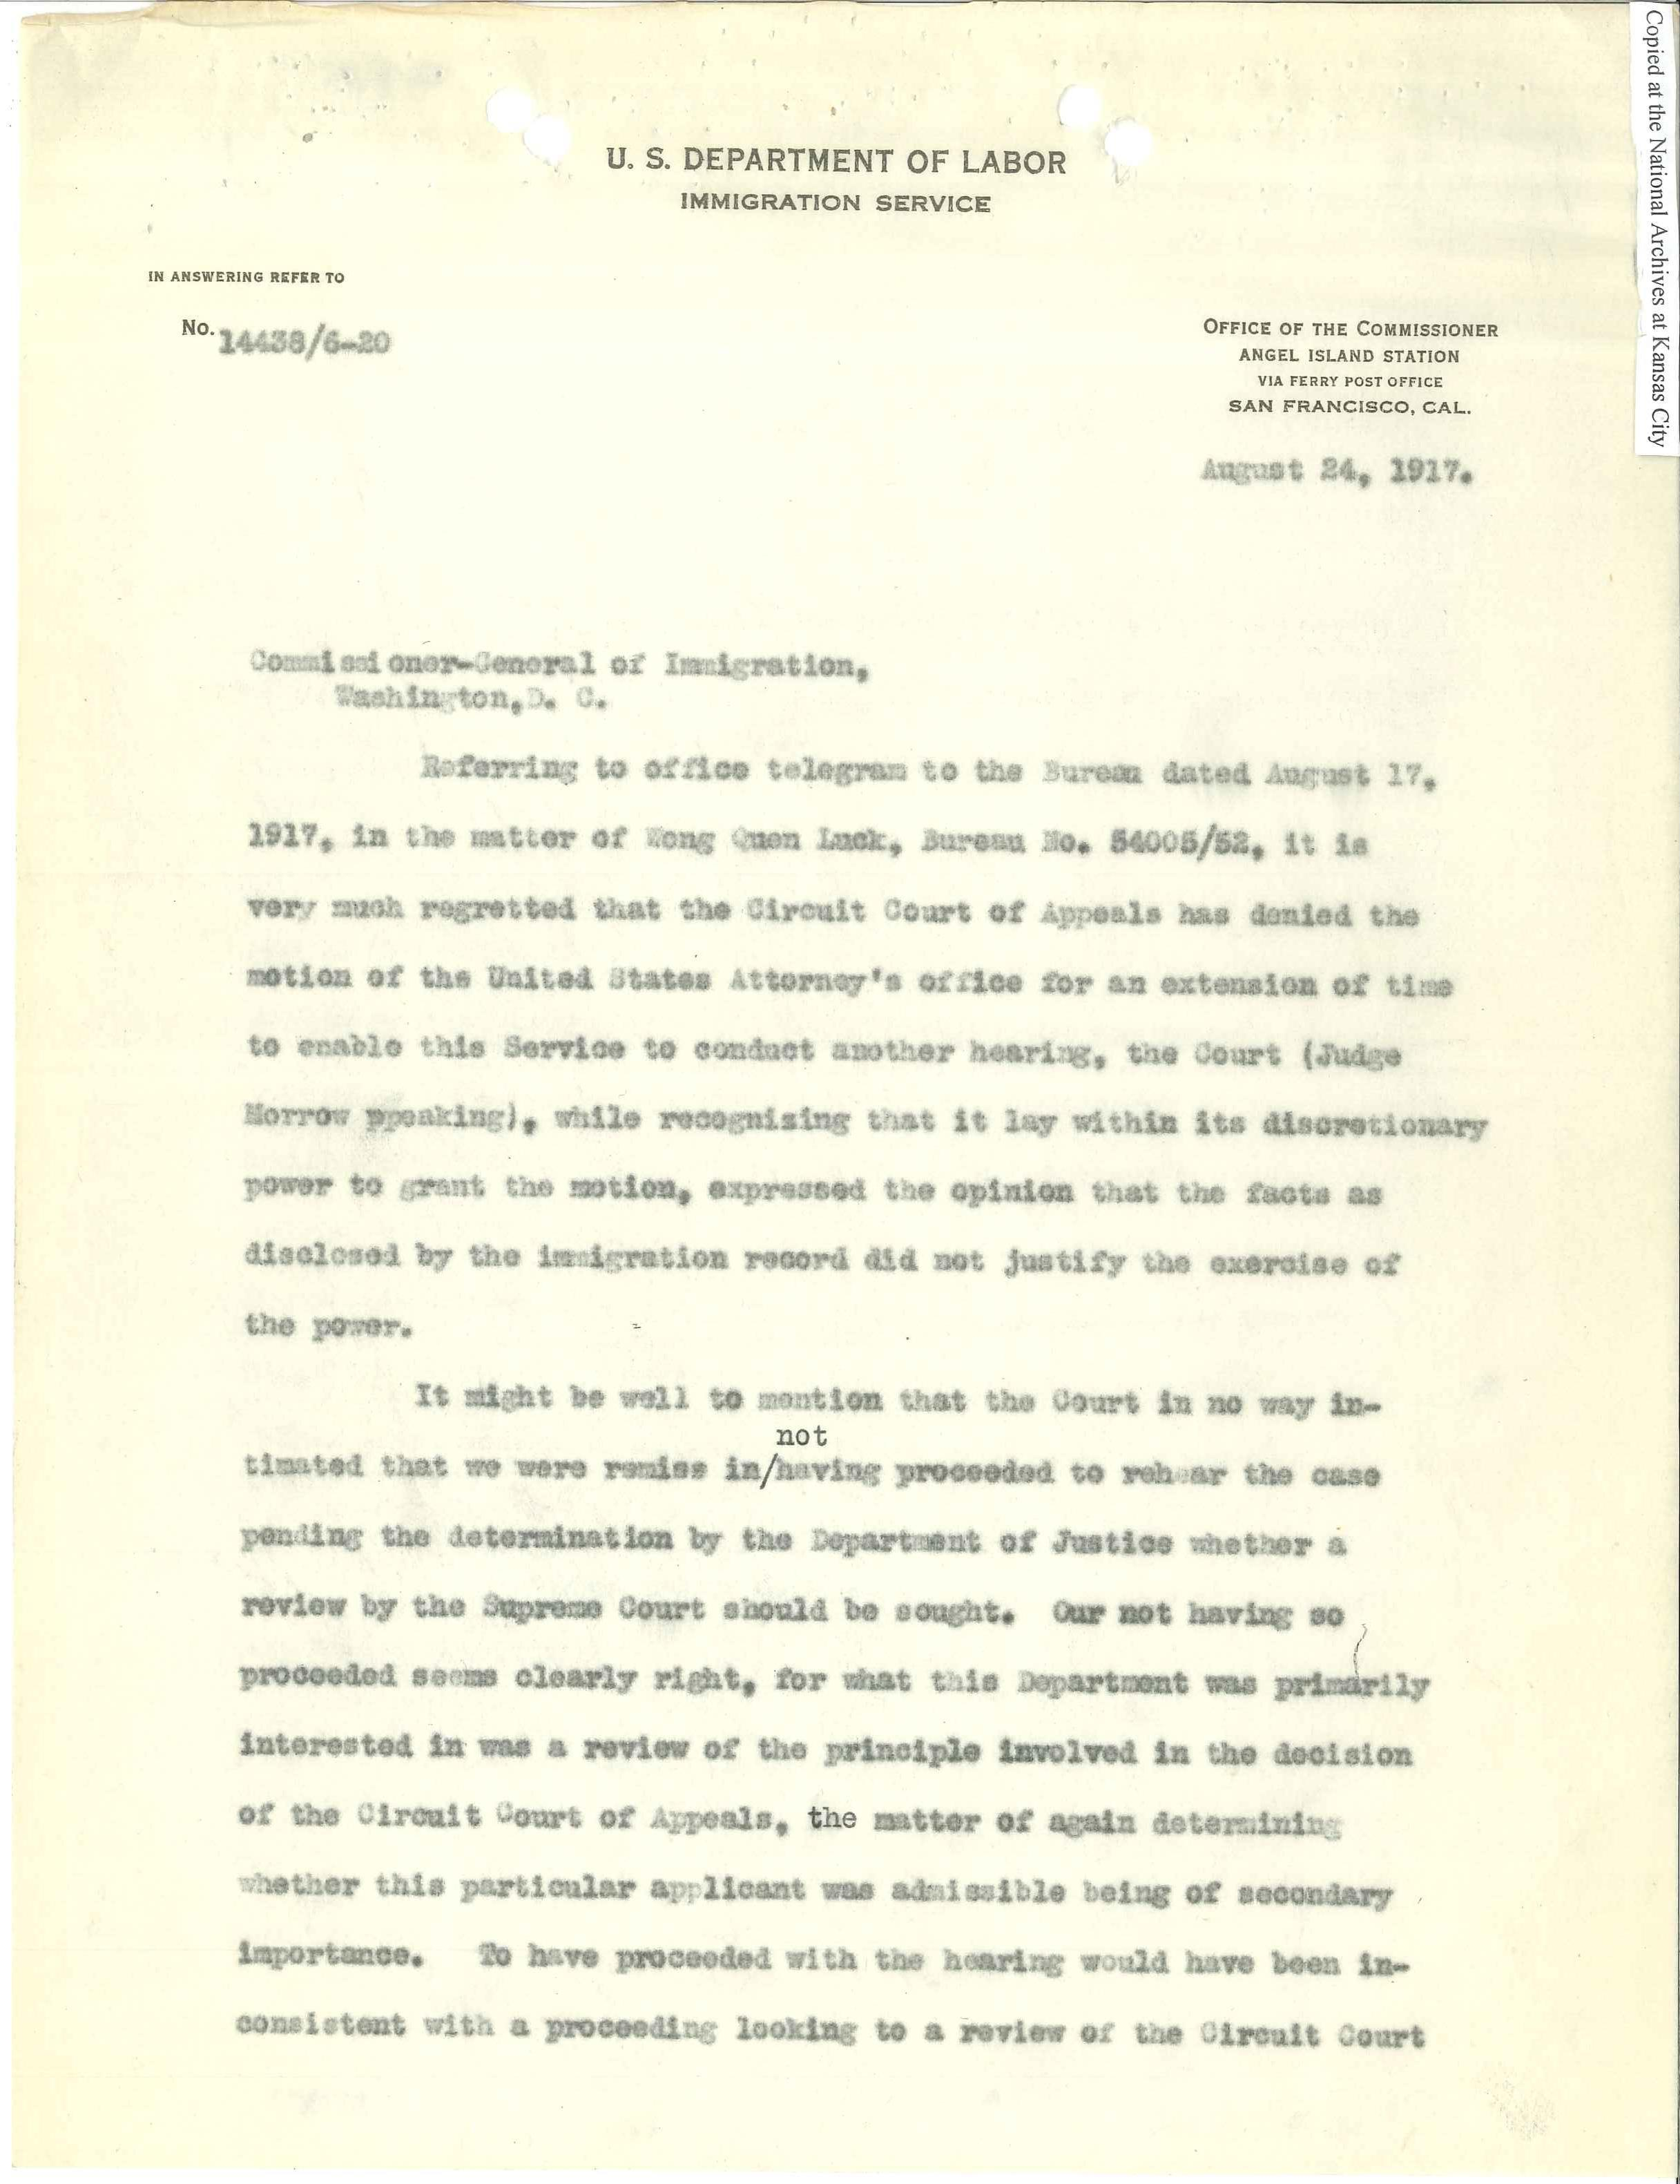 Copied at the National Archives at Kansas City
U. S. DEPARTMENT OF LABOR
IMMIGRATION SERVICE
IN ANSWERING REFER TO
No. 14438/6-20
OFFICE OF THE COMMISSIONER
ANGEL ISLAND STATION
VIA FERRY POST OFFICE
SAN FRANCISCO, CAL.
August 24, 1917.
Commissioner-General of Immigration,
Washington,D. C.
Referring to office telegram to the Bureau dated August 17,
1917, in the matter of Wong Quen Luck, Bureau No. 54005/52, it is
very much regretted that the Circuit Court of Appeals has denied the
motion of the United States Attorney's office for an extension of time
to enable this Service to conduct another hearing, the Court (Judge
Morrow ppeaking), while recognizing that it lay within its discretionary
power to grant the motion, expressed the opinion that the facts as
disclosed by the immigration record did not justify the exercise of
the power.
It might be well to mention that the Court in no way in-
not
timated that we were remiss in/having proceeded to rehear the case
pending the determination by the Department of Justice whether a
review by the Supreme Court should be sought. Our not having so
proceeded seems clearly right, for what this Department was primarily
interested in was a review of the principle involved in the decision
of the Circuit Court of Appeals, the matter of again determining
whether this particular applicant was admissible being of secondary
importance. To have proceeded with the hearing would have been in-
consistent with a proceeding looking to a review of the Circuit Court